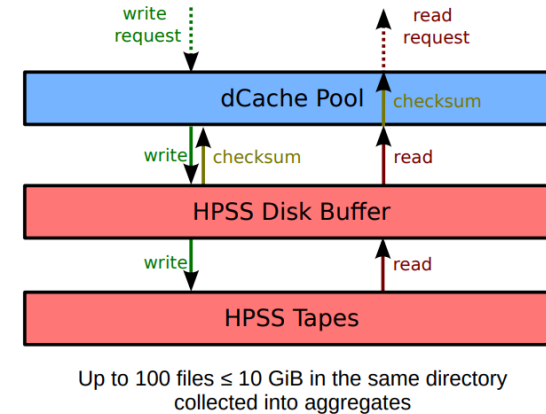 write
request
read
request
dCache Pool
checksum
write
checksum
read
HPSS Disk Buffer
write
read
HPSS Tapes
Up to 100 files ≤ 10 GiB in the same directory
collected into aggregates